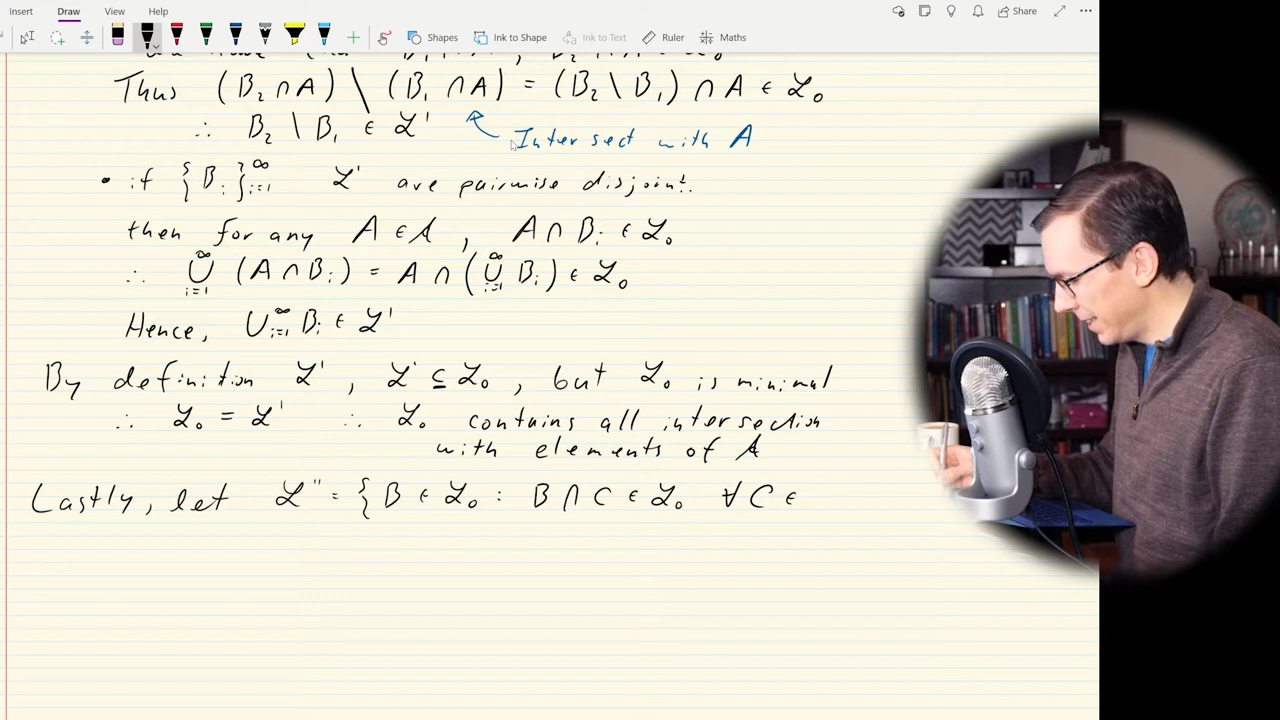 Insert Draw View Help Share
Shapes Ink to Shape Ink to Text Ruler Maths
Thus (B₂ ∩ A) \ (B₁ ∩ A) = (B₂ \ B₁) ∩ A ∈ ℒ₀
∴ B₂ \ B₁ ∈ ℒ'
Intersect with A
• if {Bᵢ}ᵢ₌₁^∞ ℒ' are pairwise disjoint
then for any A ∈ 𝒜 , A ∩ Bᵢ ∈ ℒ₀
∴ ∪ᵢ₌₁^∞ (A ∩ Bᵢ) = A ∩ (∪ᵢ₌₁^∞ Bᵢ) ∈ ℒ₀
Hence, ∪ᵢ₌₁^∞ Bᵢ ∈ ℒ'
By definition ℒ' , ℒ' ⊆ ℒ₀ , but ℒ₀ is minimal
∴ ℒ₀ = ℒ' ∴ ℒ₀ contains all intersection
with elements of 𝒜
Lastly, let ℒ'' = {B ∈ ℒ₀ : B ∩ C ∈ ℒ₀ ∀ C ∈